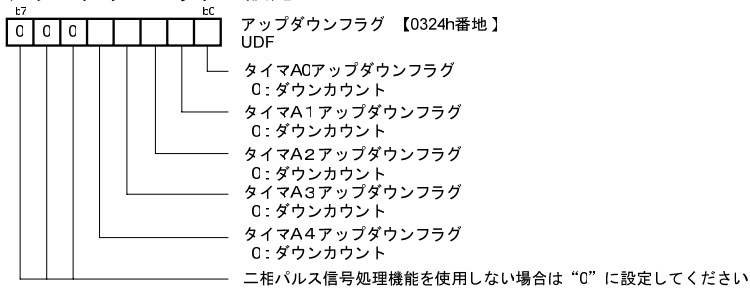 b7 b0
0 0 0
アップダウンフラグ 【0324h番地】
UDF
タイマA0アップダウンフラグ
0：ダウンカウント
タイマA1アップダウンフラグ
0：ダウンカウント
タイマA2アップダウンフラグ
0：ダウンカウント
タイマA3アップダウンフラグ
0：ダウンカウント
タイマA4アップダウンフラグ
0：ダウンカウント
二相パルス信号処理機能を使用しない場合は“0”に設定してください